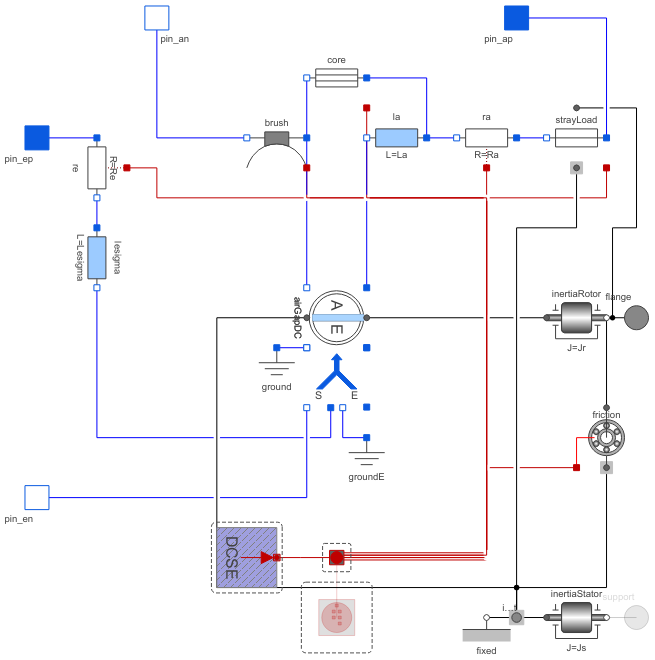 pin_an
pin_ap
core
la
ra
strayLoad
brush
L=La
R=Ra
pin_ep
re
R=Re
L=Lesigma
lesigma
airGapDC
A
E
inertiaRotor
flange
J=Jr
ground
S
E
friction
groundE
pin_en
DCSE
i...t
inertiaStator
support
fixed
J=Js